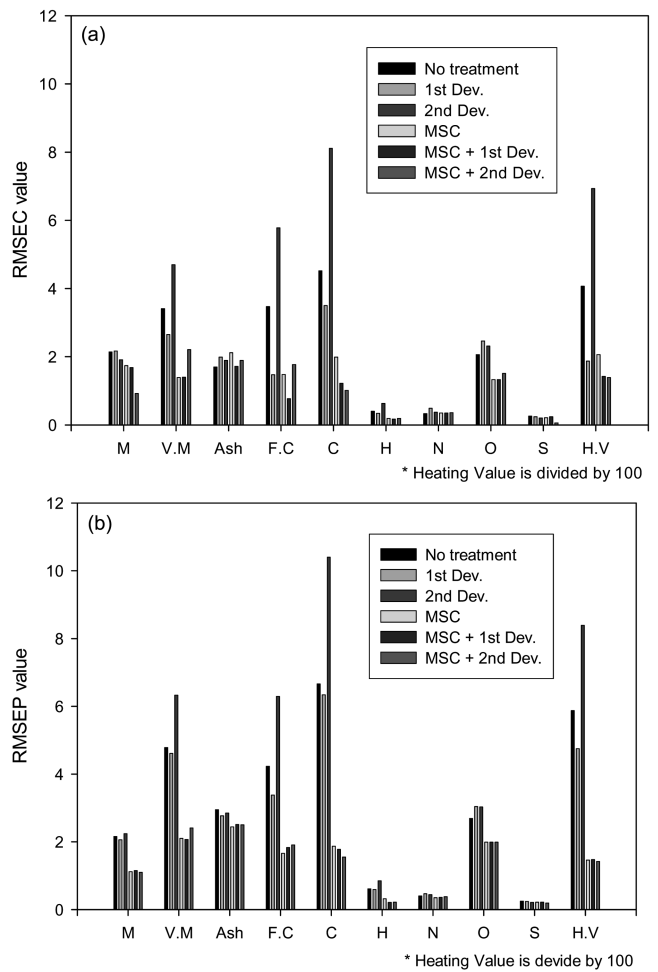 12
(a)
10
8
6
4
2
0
RMSEC value
No treatment
1st Dev.
2nd Dev.
MSC
MSC + 1st Dev.
MSC + 2nd Dev.
M V.M Ash F.C C H N O S H.V
* Heating Value is divided by 100
12
(b)
10
8
6
4
2
0
RMSEP value
No treatment
1st Dev.
2nd Dev.
MSC
MSC + 1st Dev.
MSC + 2nd Dev.
M V.M Ash F.C C H N O S H.V
* Heating Value is devide by 100